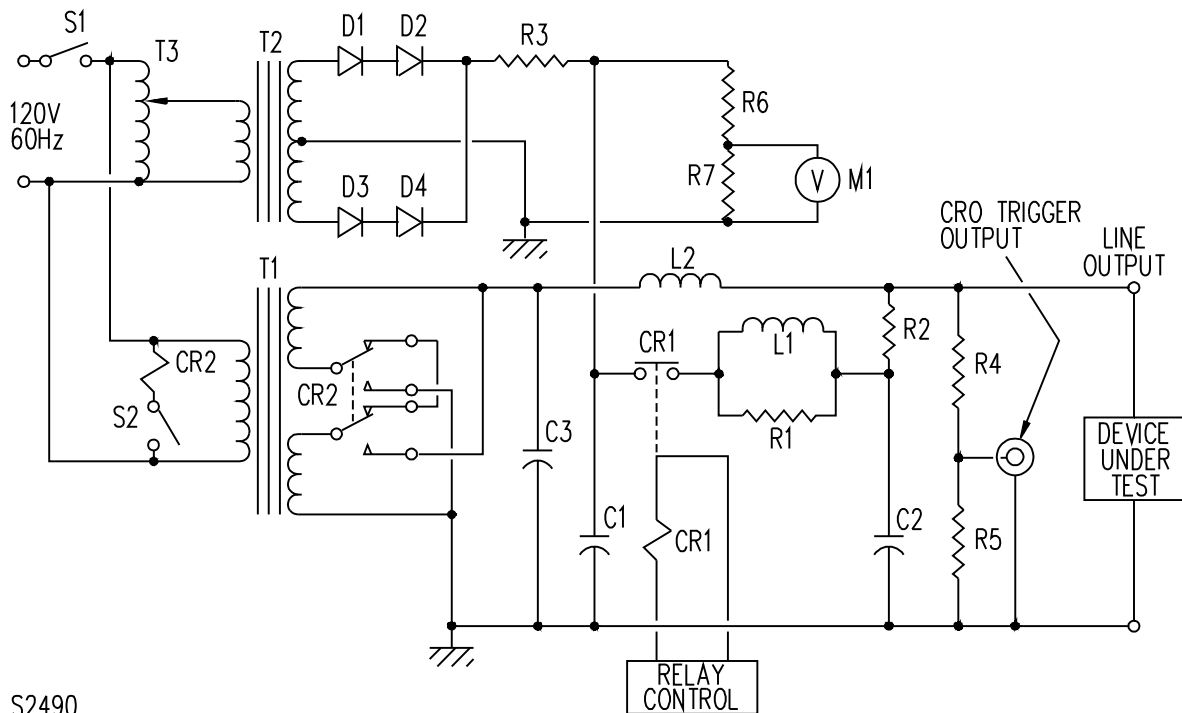 S1
T3
T2
D1
D2
R3
120V
60Hz
R6
R7
V
M1
D3
D4
CRO TRIGGER
OUTPUT
LINE
OUTPUT
T1
L2
CR2
S2
CR2
CR1
L1
R1
R2
R4
C3
C1
CR1
C2
R5
DEVICE
UNDER
TEST
RELAY
CONTROL
S2490